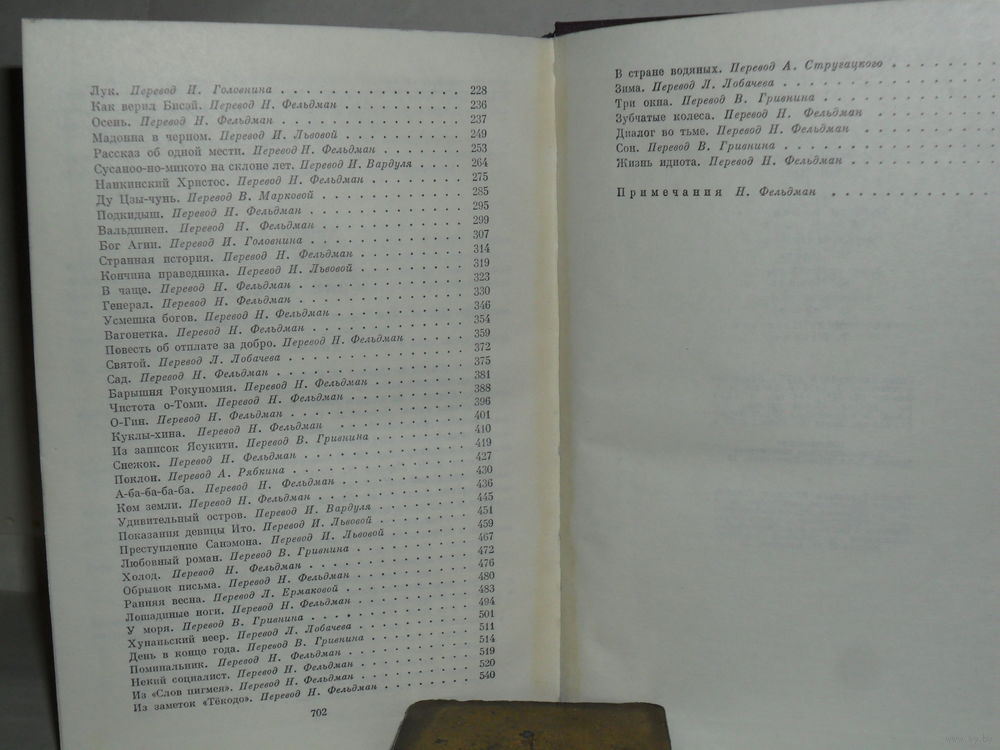 Лук. Перевод И. Головнина . . . . . . . . . . . . . . . 228
Как верил Бисэй. Перевод Н. Фельдман . . . . . . . . . . 236
Осень. Перевод Н. Фельдман . . . . . . . . . . . . . . . 237
Мадонна в черном. Перевод И. Львовой . . . . . . . . . . 249
Рассказ об одной мести. Перевод Н. Фельдман . . . . . . . 253
Сусаноо-но-микото на склоне лет. Перевод И. Вардуля . . . . 264
Нанкинский Христос. Перевод Н. Фельдман . . . . . . . . 275
Ду Цзы-чунь. Перевод В. Марковой . . . . . . . . . . . . 285
Подкидыш. Перевод Н. Фельдман . . . . . . . . . . . . . 295
Вальдшнеп. Перевод Н. Фельдман . . . . . . . . . . . . 299
Бог Агни. Перевод И. Головнина . . . . . . . . . . . . . 307
Странная история. Перевод Н. Фельдман . . . . . . . . . 314
Кончина праведника. Перевод И. Львовой . . . . . . . . . 319
В чаще. Перевод Н. Фельдман . . . . . . . . . . . . . . 323
Генерал. Перевод Н. Фельдман . . . . . . . . . . . . . . 330
Усмешка богов. Перевод Н. Фельдман . . . . . . . . . . . 346
Вагонетка. Перевод Н. Фельдман . . . . . . . . . . . . . 354
Повесть об отплате за добро. Перевод Н. Фельдман . . . . . 359
Святой. Перевод Л. Лобачева . . . . . . . . . . . . . . 372
Сад. Перевод Н. Фельдман . . . . . . . . . . . . . . . 375
Барышня Рокуномия. Перевод Н. Фельдман . . . . . . . . 381
Чистота о-Томи. Перевод Н. Фельдман . . . . . . . . . . 388
О-Гин. Перевод Н. Фельдман . . . . . . . . . . . . . . 396
Куклы-хина. Перевод Н. Фельдман . . . . . . . . . . . . 401
Из записок Ясукити. Перевод В. Гривнина . . . . . . . . 410
Снежок. Перевод Н. Фельдман . . . . . . . . . . . . . . 419
Поклон. Перевод А. Рябкина . . . . . . . . . . . . . . 427
А-ба-ба-ба-ба. Перевод Н. Фельдман . . . . . . . . . . . 430
Ком земли. Перевод Н. Фельдман . . . . . . . . . . . . 436
Удивительный остров. Перевод И. Вардуля . . . . . . . . 445
Показания девицы Ито. Перевод И. Львовой . . . . . . . . 451
Преступление Санэмона. Перевод И. Львовой . . . . . . . 459
Любовный роман. Перевод В. Гривнина . . . . . . . . . . 467
Холод. Перевод Н. Фельдман . . . . . . . . . . . . . . 472
Обрывок письма. Перевод Н. Фельдман . . . . . . . . . . 476
Ранняя весна. Перевод Л. Ермаковой . . . . . . . . . . . 480
Лошадиные ноги. Перевод Н. Фельдман . . . . . . . . . . 483
У моря. Перевод В. Гривнина . . . . . . . . . . . . . . 494
Хунаньский веер. Перевод Л. Лобачева . . . . . . . . . . 501
День в конце года. Перевод В. Гривнина . . . . . . . . . 511
Поминальник. Перевод Н. Фельдман . . . . . . . . . . . 514
Некий социалист. Перевод Н. Фельдман . . . . . . . . . . 519
Из «Слов пигмея». Перевод Н. Фельдман . . . . . . . . . 520
Из заметок «Тёкодо». Перевод Н. Фельдман . . . . . . . . 540
702
В стране водяных. Перевод А. Стругацкого . . . . . . .
Зима. Перевод Л. Лобачева . . . . . . . . . . . . .
Три окна. Перевод В. Гривнина . . . . . . . . . . .
Зубчатые колеса. Перевод Н. Фельдман . . . . . . . .
Диалог во тьме. Перевод Н. Фельдман . . . . . . . .
Сон. Перевод В. Гривнина . . . . . . . . . . . . .
Жизнь идиота. Перевод Н. Фельдман . . . . . . . . .
Примечания Н. Фельдман . . . . . . . . . . .